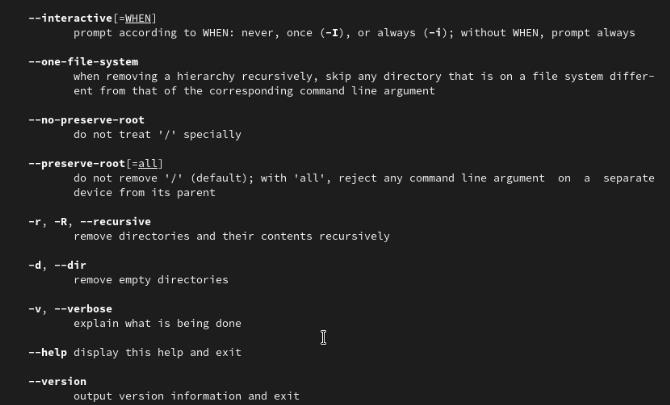 --interactive[=WHEN]
prompt according to WHEN: never, once (-I), or always (-i); without WHEN, prompt always
--one-file-system
when removing a hierarchy recursively, skip any directory that is on a file system differ-
ent from that of the corresponding command line argument
--no-preserve-root
do not treat '/' specially
--preserve-root[=all]
do not remove '/' (default); with 'all', reject any command line argument on a separate
device from its parent
-r, -R, --recursive
remove directories and their contents recursively
-d, --dir
remove empty directories
-v, --verbose
explain what is being done
--help display this help and exit
--version
output version information and exit